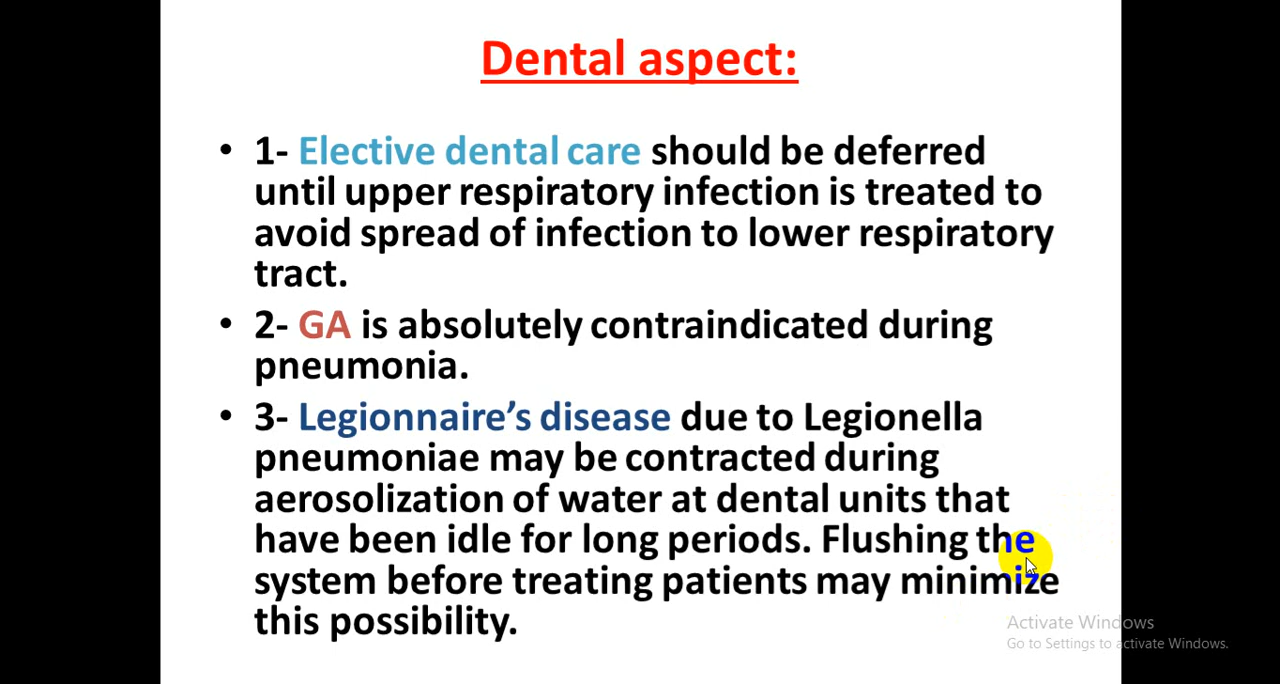 Dental aspect:
• 1- Elective dental care should be deferred
until upper respiratory infection is treated to
avoid spread of infection to lower respiratory
tract.
• 2- GA is absolutely contraindicated during
pneumonia.
• 3- Legionnaire’s disease due to Legionella
pneumoniae may be contracted during
aerosolization of water at dental units that
have been idle for long periods. Flushing the
system before treating patients may minimize
this possibility.
Activate Windows
Go to Settings to activate Windows.